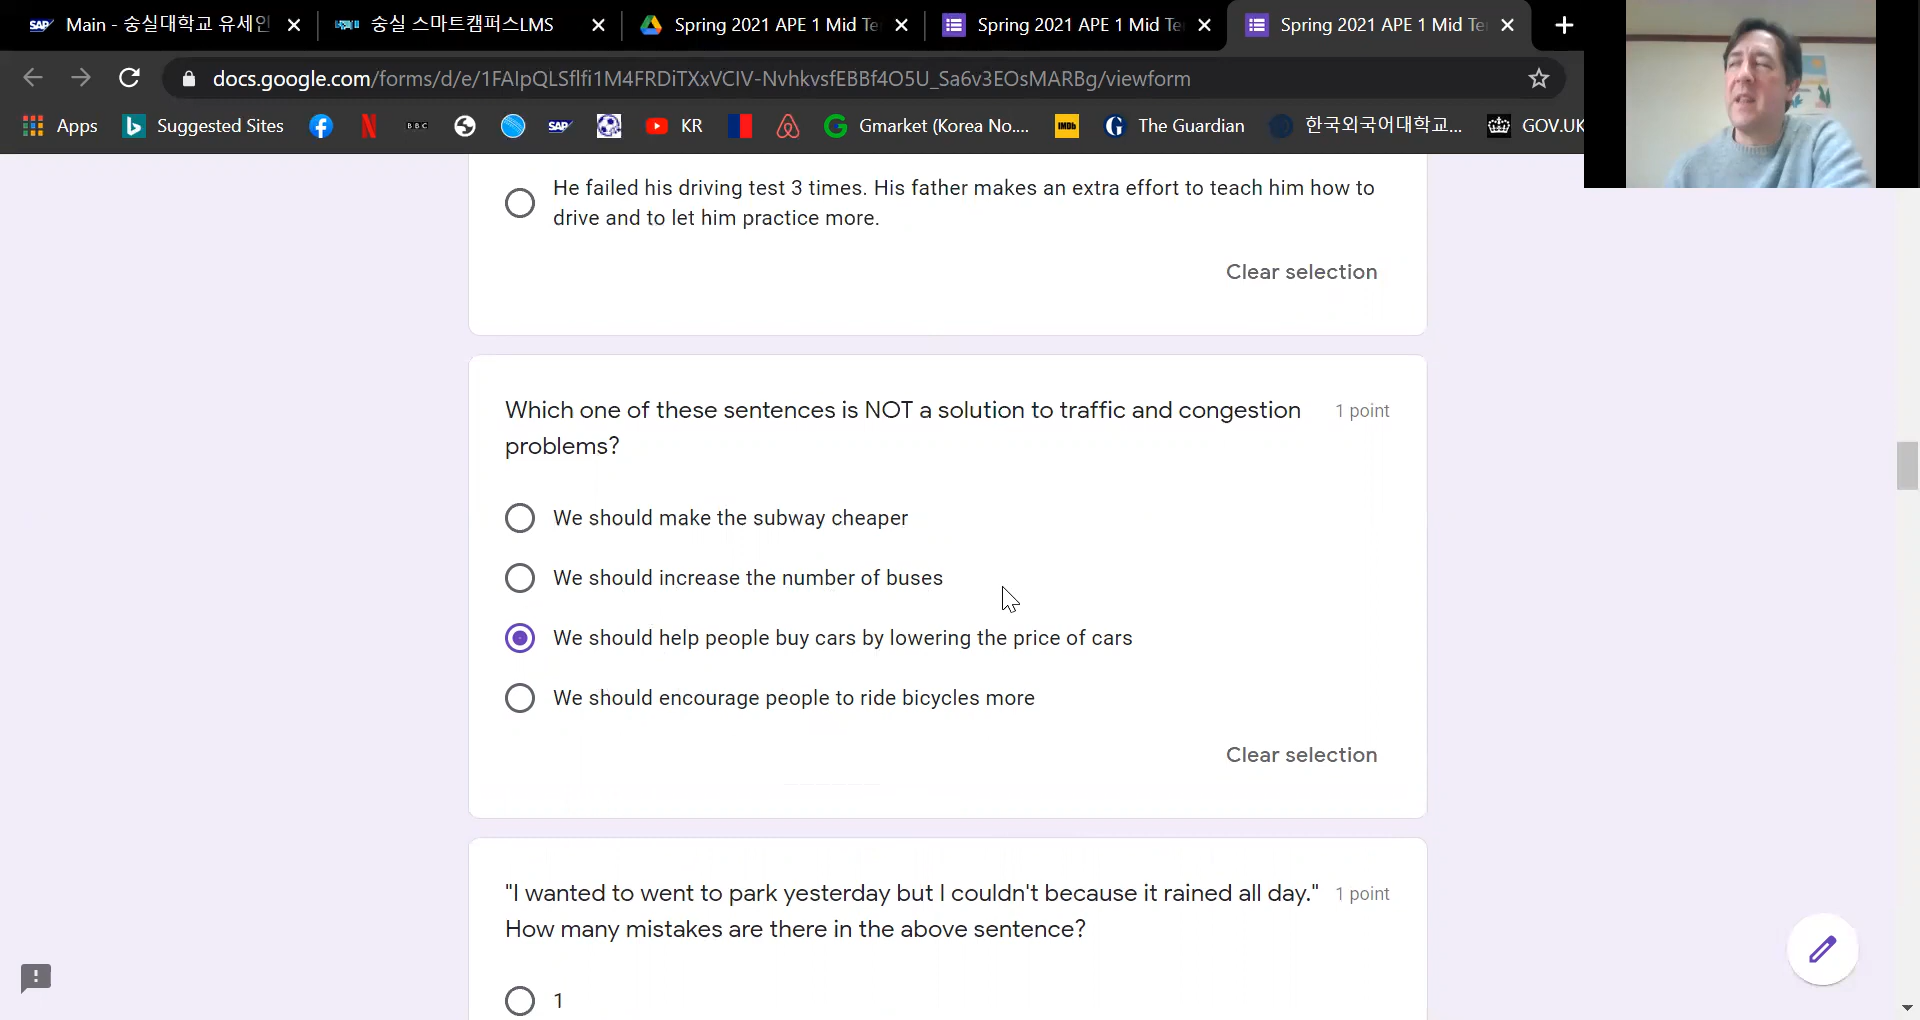 Main - 숭실대학교 유세인
숭실 스마트캠퍼스LMS
Spring 2021 APE 1 Mid Te
Spring 2021 APE 1 Mid Te
Spring 2021 APE 1 Mid Te
docs.google.com/forms/d/e/1FAIpQLSflfi1M4FRDiTXxVCIV-NvhkvsfEBBf4O5U_Sa6v3EOsMARBg/viewform
Apps
Suggested Sites
BBC
SAP
KR
Gmarket (Korea No....
IMDb
The Guardian
한국외국어대학교...
GOV.UK
He failed his driving test 3 times. His father makes an extra effort to teach him how to
drive and to let him practice more.
Clear selection
Which one of these sentences is NOT a solution to traffic and congestion
problems?
1 point
We should make the subway cheaper
We should increase the number of buses
We should help people buy cars by lowering the price of cars
We should encourage people to ride bicycles more
Clear selection
"I wanted to went to park yesterday but I couldn't because it rained all day."
How many mistakes are there in the above sentence?
1 point
1